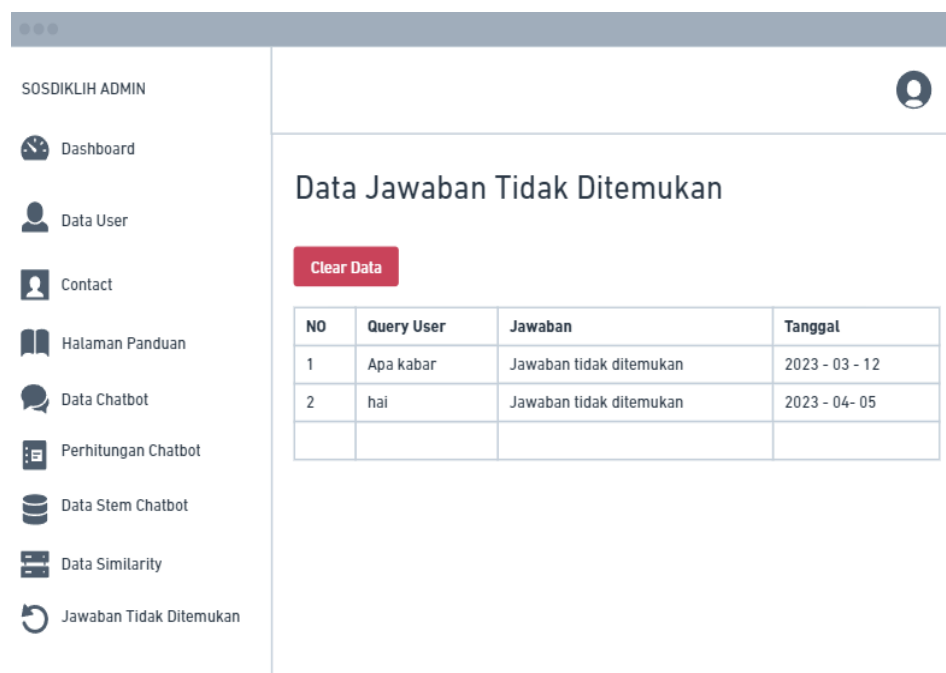 SOSDIKLIH ADMIN
Dashboard
Data User
Contact
Halaman Panduan
Data Chatbot
Perhitungan Chatbot
Data Stem Chatbot
Data Similarity
Jawaban Tidak Ditemukan
Data Jawaban Tidak Ditemukan
Clear Data
NO Query User Jawaban Tanggal
1 Apa kabar Jawaban tidak ditemukan 2023 - 03 - 12
2 hai Jawaban tidak ditemukan 2023 - 04- 05